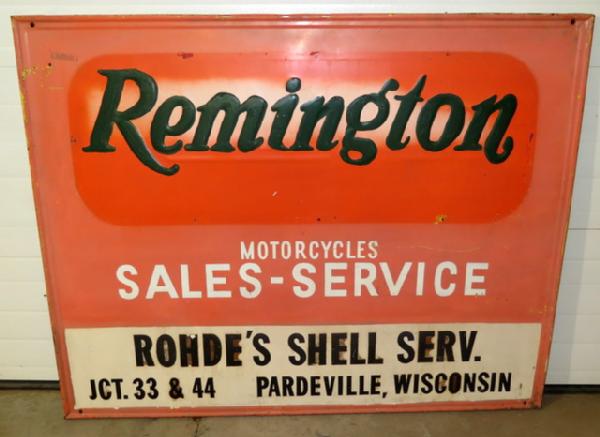 Remington
MOTORCYCLES
SALES-SERVICE
ROHDE'S SHELL SERV.
JCT. 33 & 44 PARDEVILLE, WISCONSIN